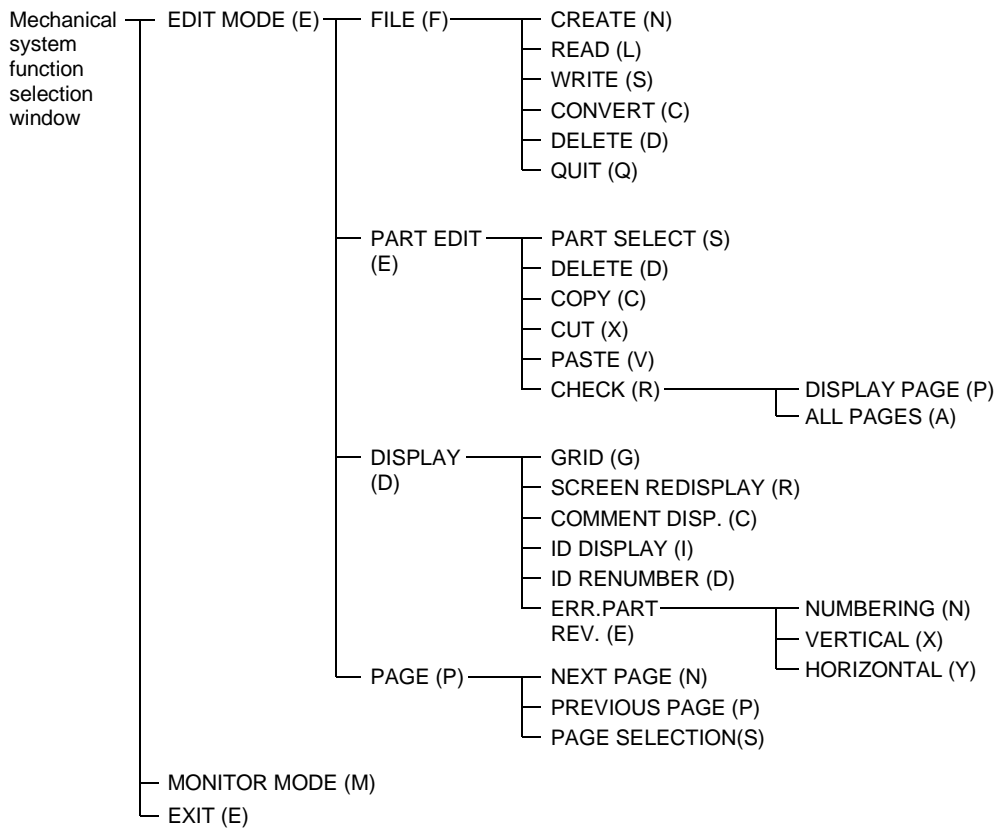 Mechanical system function selection window
EDIT MODE (E)
FILE (F)
CREATE (N)
READ (L)
WRITE (S)
CONVERT (C)
DELETE (D)
QUIT (Q)
PART EDIT (E)
PART SELECT (S)
DELETE (D)
COPY (C)
CUT (X)
PASTE (V)
CHECK (R)
DISPLAY PAGE (P)
ALL PAGES (A)
DISPLAY (D)
GRID (G)
SCREEN REDISPLAY (R)
COMMENT DISP. (C)
ID DISPLAY (I)
ID RENUMBER (D)
ERR.PART REV. (E)
NUMBERING (N)
VERTICAL (X)
HORIZONTAL (Y)
PAGE (P)
NEXT PAGE (N)
PREVIOUS PAGE (P)
PAGE SELECTION(S)
MONITOR MODE (M)
EXIT (E)